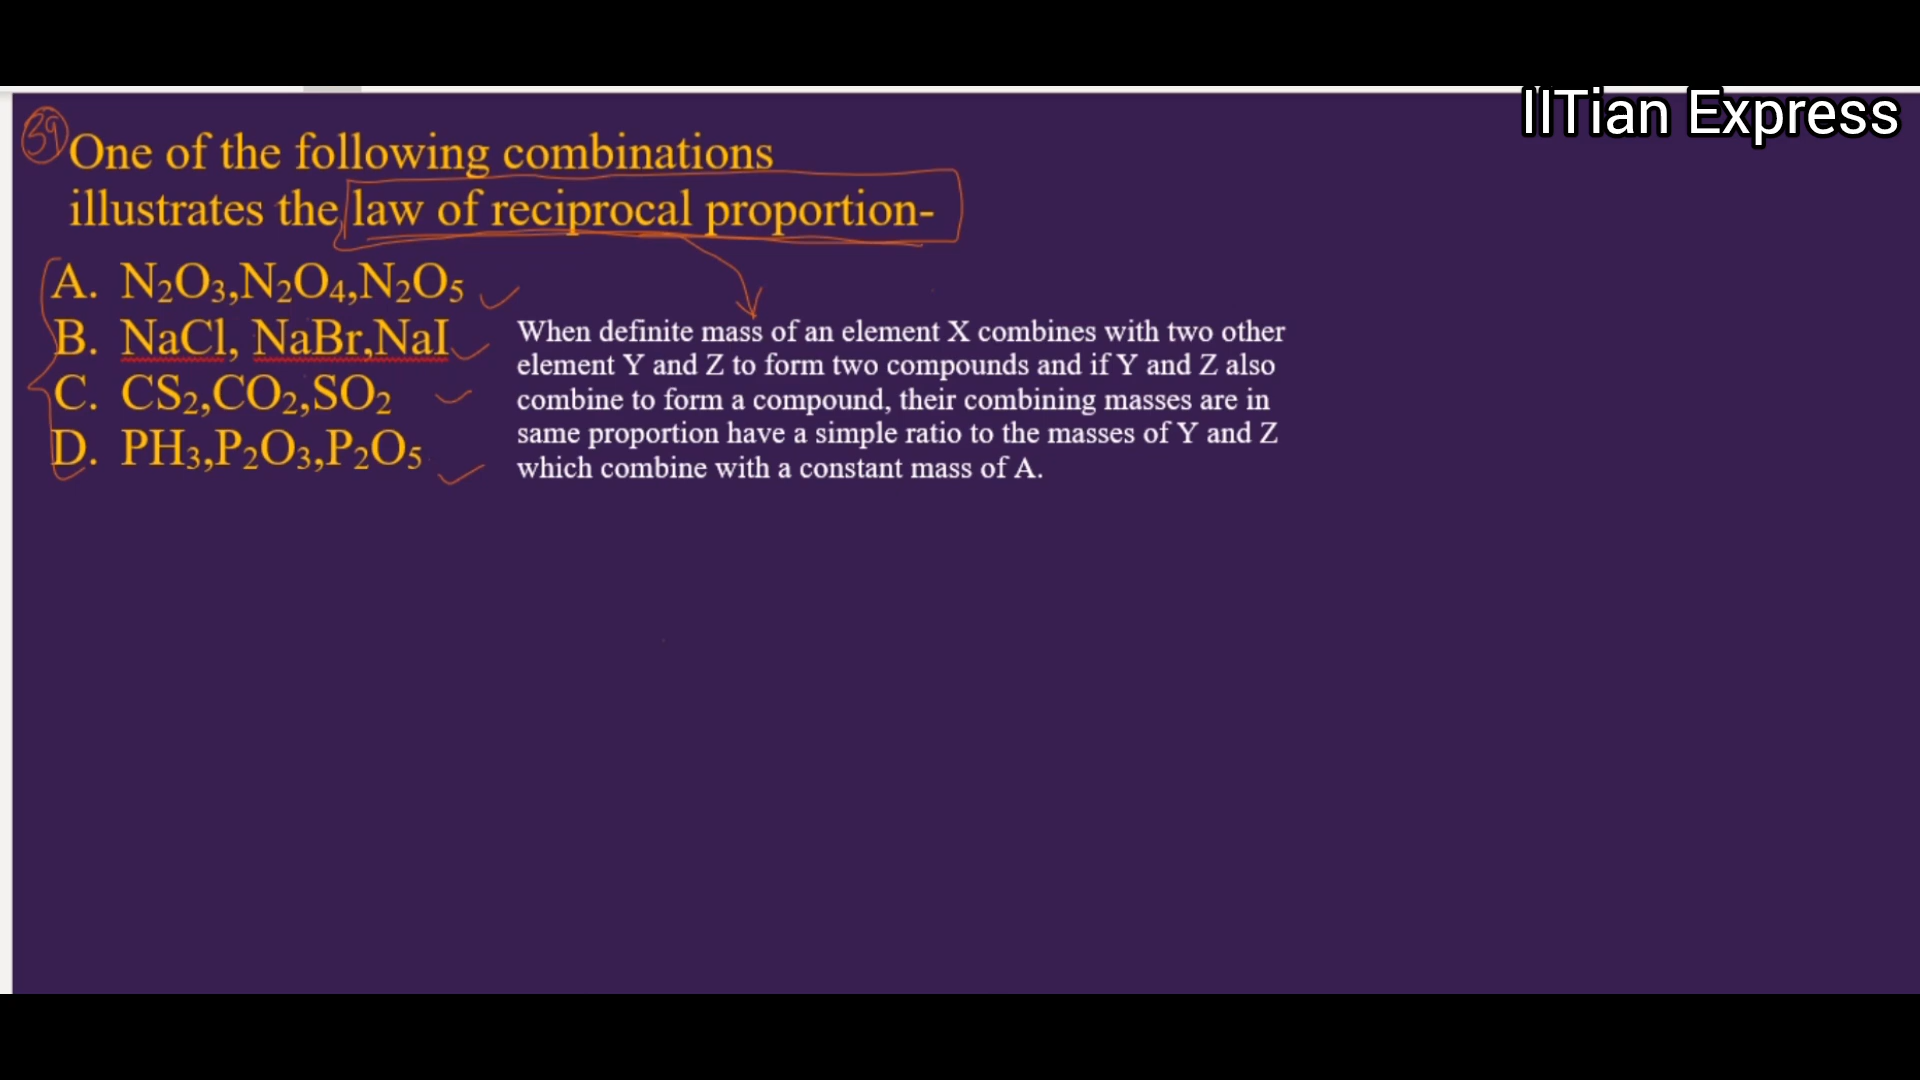 IITian Express
39 One of the following combinations
illustrates the law of reciprocal proportion-
A. N₂O₃,N₂O₄,N₂O₅
B. NaCl, NaBr,NaI
C. CS₂,CO₂,SO₂
D. PH₃,P₂O₃,P₂O₅
When definite mass of an element X combines with two other
element Y and Z to form two compounds and if Y and Z also
combine to form a compound, their combining masses are in
same proportion have a simple ratio to the masses of Y and Z
which combine with a constant mass of A.